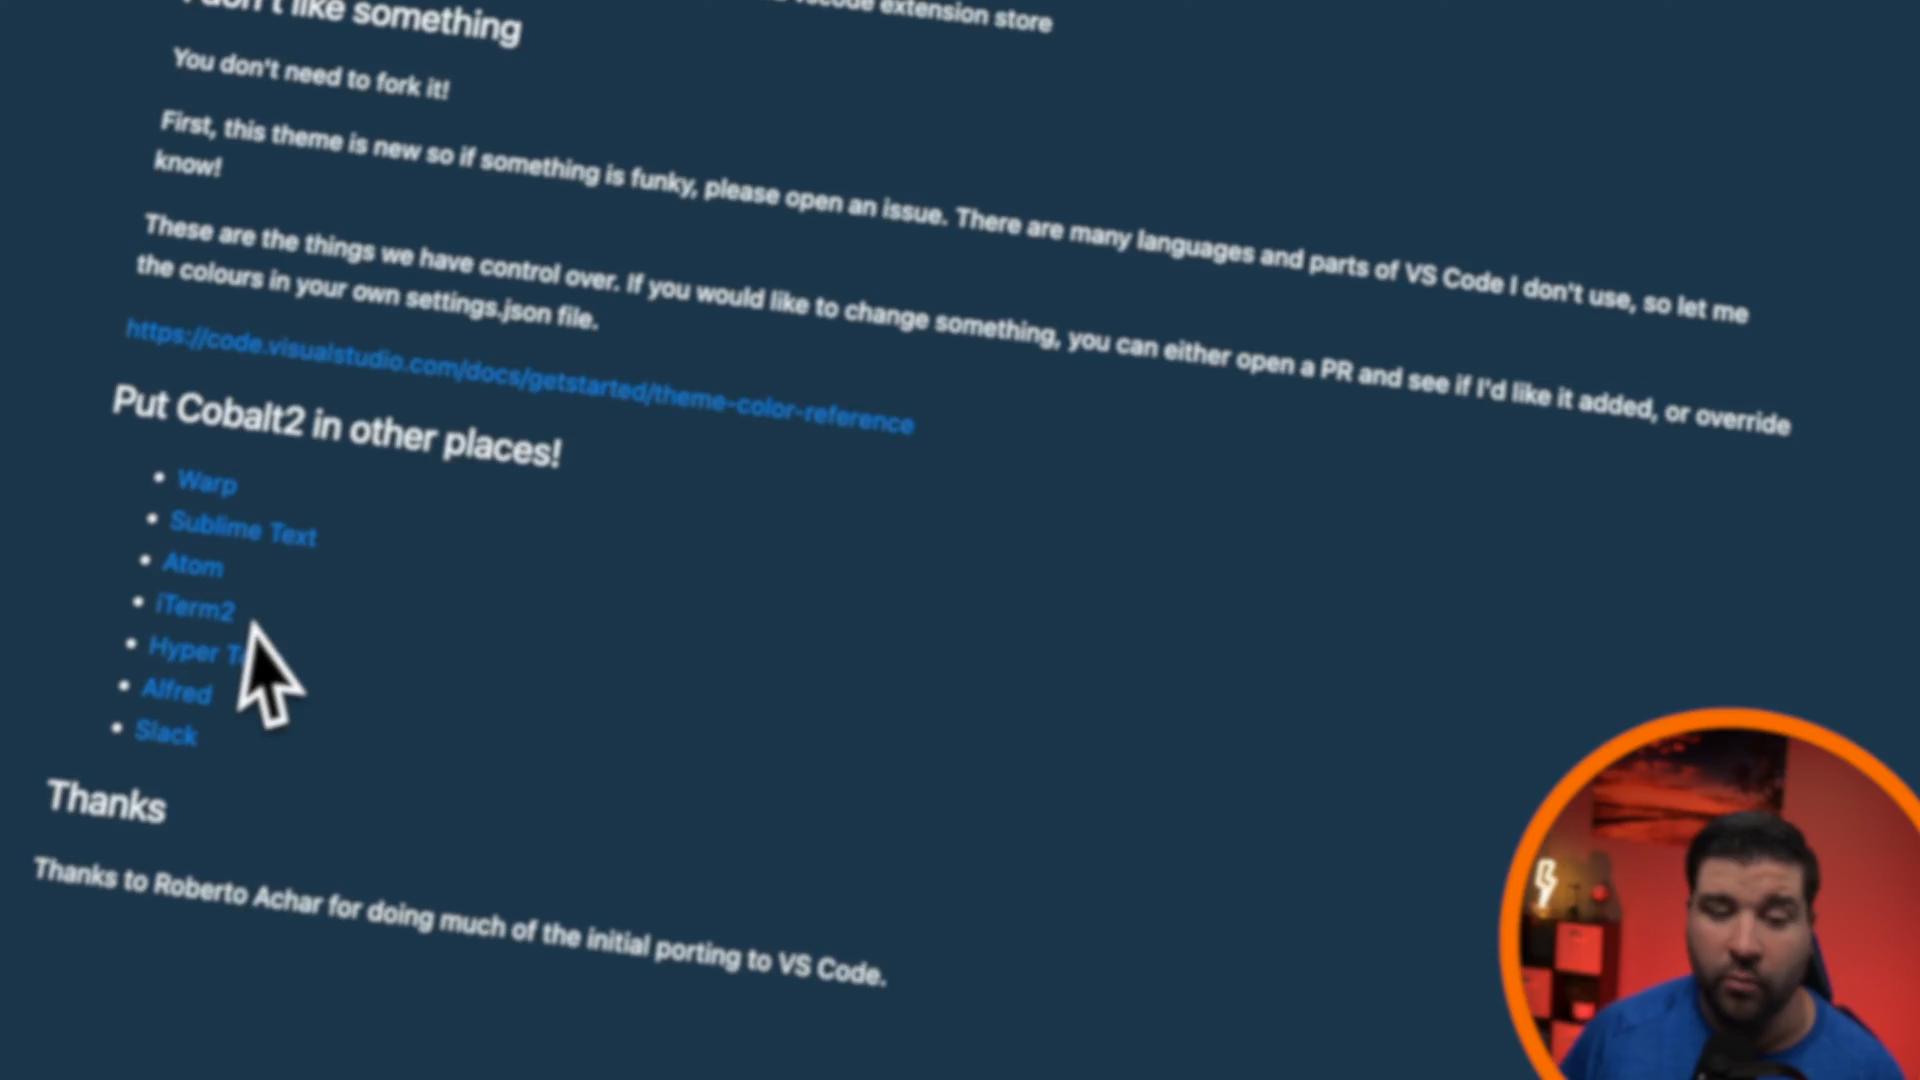 don't like something
vscode extension store
You don't need to fork it!
First, this theme is new so if something is funky, please open an issue. There are many languages and parts of VS Code I don't use, so let me
know!
These are the things we have control over. If you would like to change something, you can either open a PR and see if I'd like it added, or override
the colours in your own settings.json file.
https://code.visualstudio.com/docs/getstarted/theme-color-reference
Put Cobalt2 in other places!
• Warp
• Sublime Text
• Atom
• iTerm2
• Hyper
• Alfred
• Slack
Thanks
Thanks to Roberto Achar for doing much of the initial porting to VS Code.